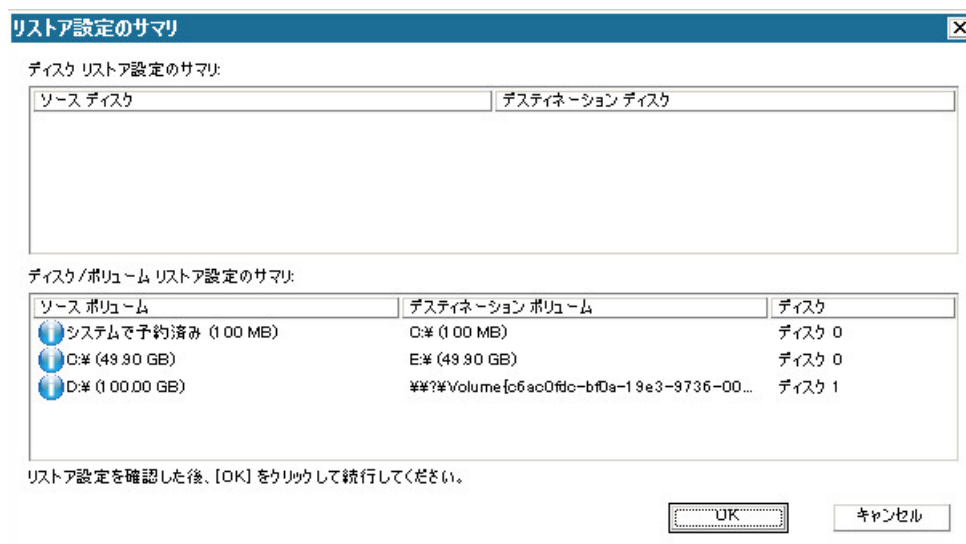 リストア設定のサマリ
ディスク リストア設定のサマリ:
ソース ディスク デスティネーション ディスク
ディスク/ボリューム リストア設定のサマリ:
ソース ボリューム デスティネーション ボリューム ディスク
システムで予約済み (100 MB) C:¥ (100 MB) ディスク 0
C:¥ (49.90 GB) E:¥ (49.90 GB) ディスク 0
D:¥ (100.00 GB) ¥¥?¥Volume{c6ac0fdc-bf0a-19e3-9736-00... ディスク 1
リストア設定を確認した後、[OK] をクリックして続行してください。
OK キャンセル